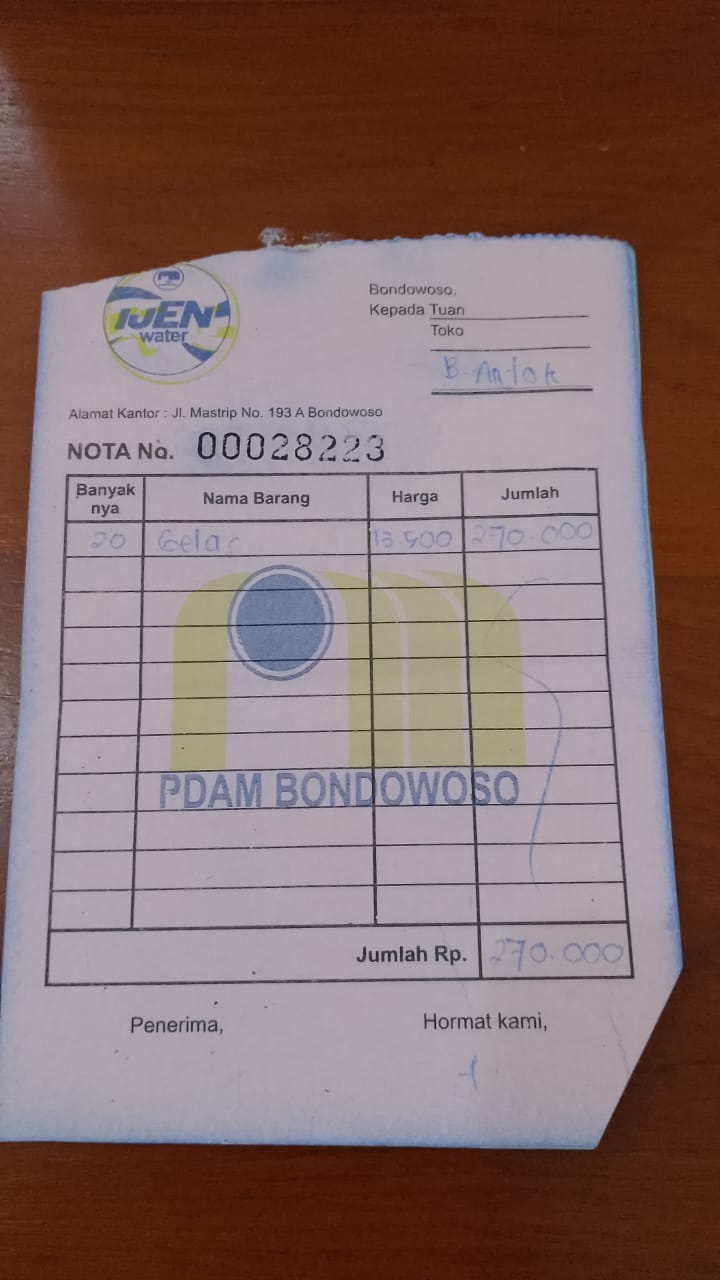 IJEN
water
Bondowoso,
Kepada Tuan
Toko
B. Antok
Alamat Kantor : Jl. Mastrip No. 193 A Bondowoso
NOTA No. 00028223
Banyak nya Nama Barang Harga Jumlah
20 Gelas 13.500 270.000
PDAM BONDOWOSO
Jumlah Rp. 270.000
Penerima, Hormat kami,